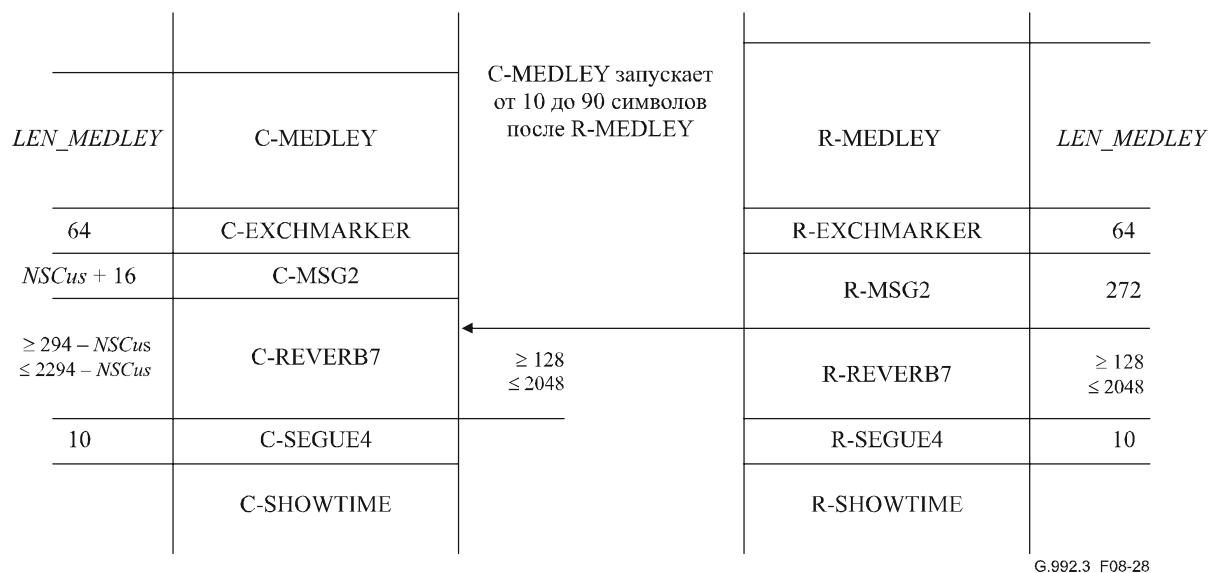 C-MEDLEY запускает
от 10 до 90 символов
после R-MEDLEY
LEN_MEDLEY
C-MEDLEY
R-MEDLEY
LEN_MEDLEY
64
C-EXCHMARKER
R-EXCHMARKER
64
NSCus + 16
C-MSG2
R-MSG2
272
≥ 294 – NSCus
≤ 2294 – NSCus
C-REVERB7
≥ 128
≤ 2048
R-REVERB7
≥ 128
≤ 2048
10
C-SEGUE4
R-SEGUE4
10
C-SHOWTIME
R-SHOWTIME
G.992.3_F08-28